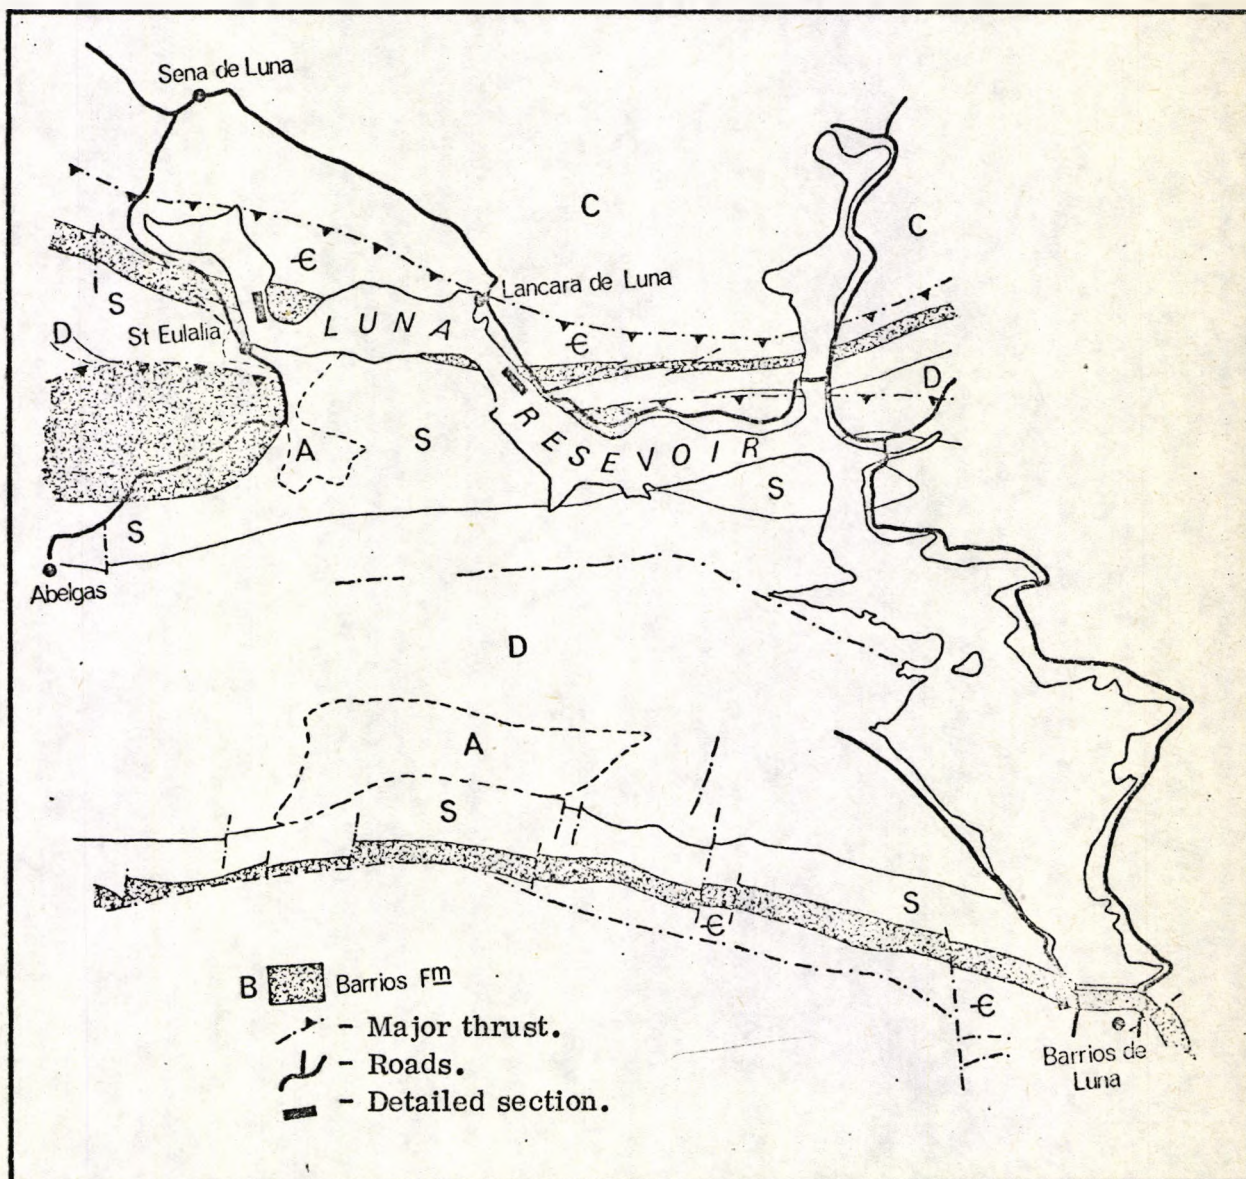 Sena de Luna
C
C
Є
Lancara de Luna
S
D
St Eulalia
LUNA
Є
D
A
S
RESEVOIR
S
S
Abelgas
D
A
S
S
Є
B Barrios Fm
Є
- Major thrust.
- Roads.
- Detailed section.
Barrios de
Luna